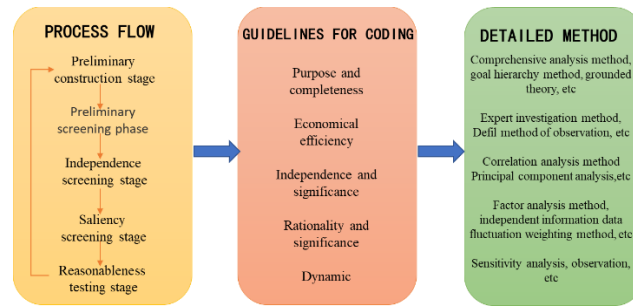 PROCESS FLOW
Preliminary
construction stage
Preliminary
screening phase
Independence
screening stage
Saliency
screening stage
Reasonableness
testing stage
GUIDELINES FOR CODING
Purpose and
completeness
Economical
efficiency
Independence and
significance
Rationality and
significance
Dynamic
DETAILED METHOD
Comprehensive analysis method,
goal hierarchy method, grounded
theory, etc
Expert investigation method,
Defil method of observation, etc
Correlation analysis method
Principal component analysis,etc
Factor analysis method,
independent information data
fluctuation weighting method, etc
Sensitivity analysis, observation,
etc